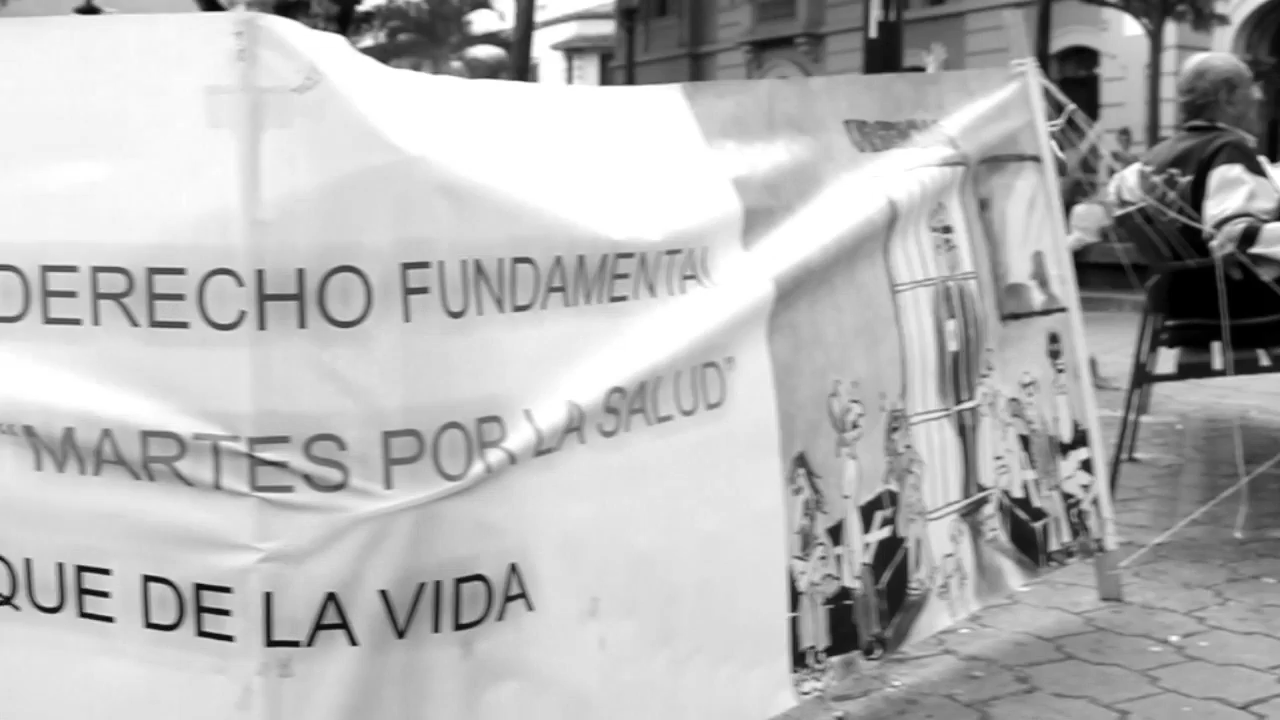 DERECHO FUNDAMENTAL
“MARTES POR LA SALUD”
QUE DE LA VIDA